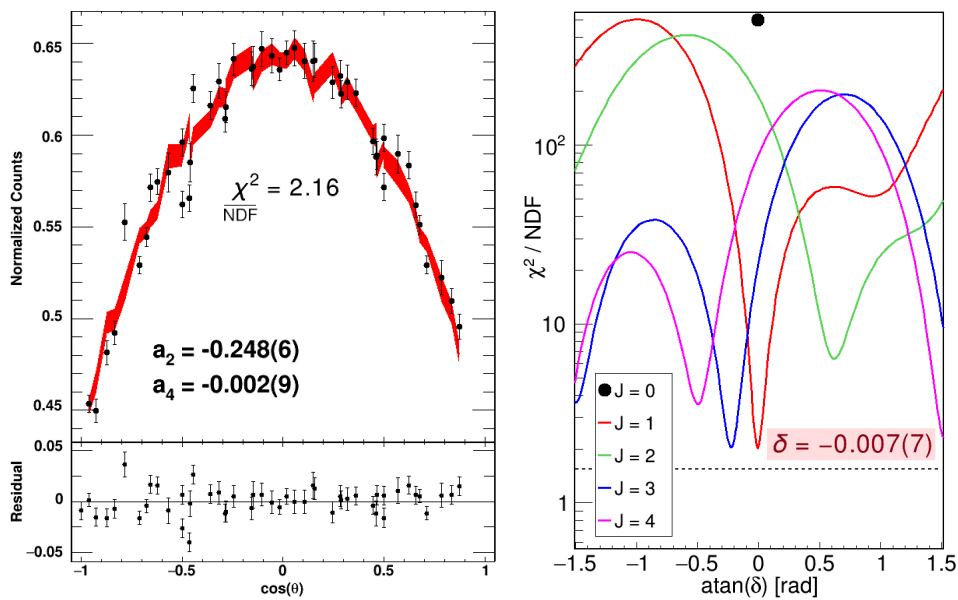 0.65
0.6
0.55
0.5
0.45
Normalized Counts
χ² = 2.16
NDF
a₂ = -0.248(6)
a₄ = -0.002(9)
0.05
0
−0.05
Residual
−1 −0.5 0 0.5 1
cos(θ)
10²
10
1
χ² / NDF
J = 0
J = 1
J = 2
J = 3
J = 4
δ = −0.007(7)
−1.5 −1 −0.5 0 0.5 1 1.5
atan(δ) [rad]